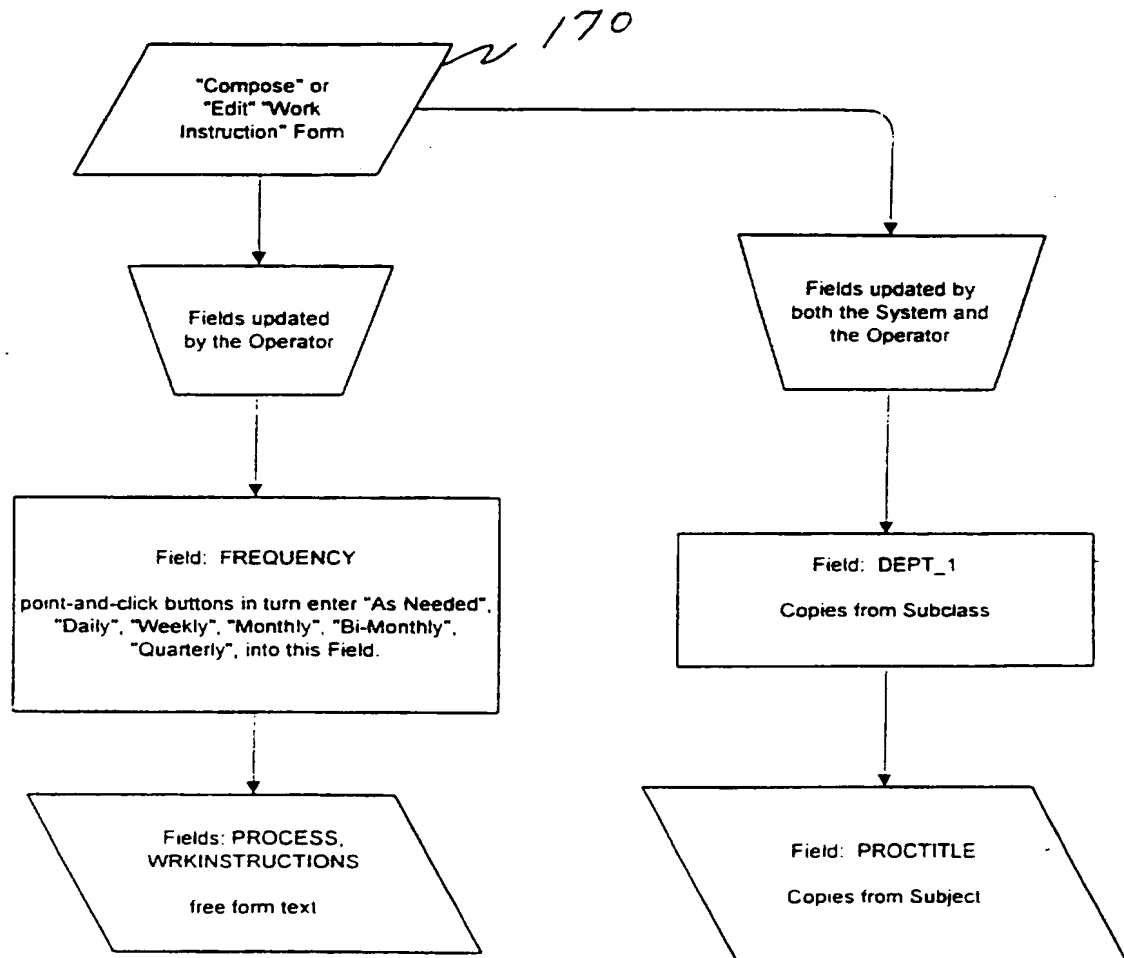 170
"Compose" or
"Edit" "Work
Instruction" Form
Fields updated
by the Operator
Fields updated by
both the System and
the Operator
Field: FREQUENCY
point-and-click buttons in turn enter "As Needed",
"Daily", "Weekly", "Monthly", "Bi-Monthly",
"Quarterly", into this Field.
Field: DEPT_1
Copies from Subclass
Fields: PROCESS,
WRKINSTRUCTIONS
free form text
Field: PROCTITLE
Copies from Subject